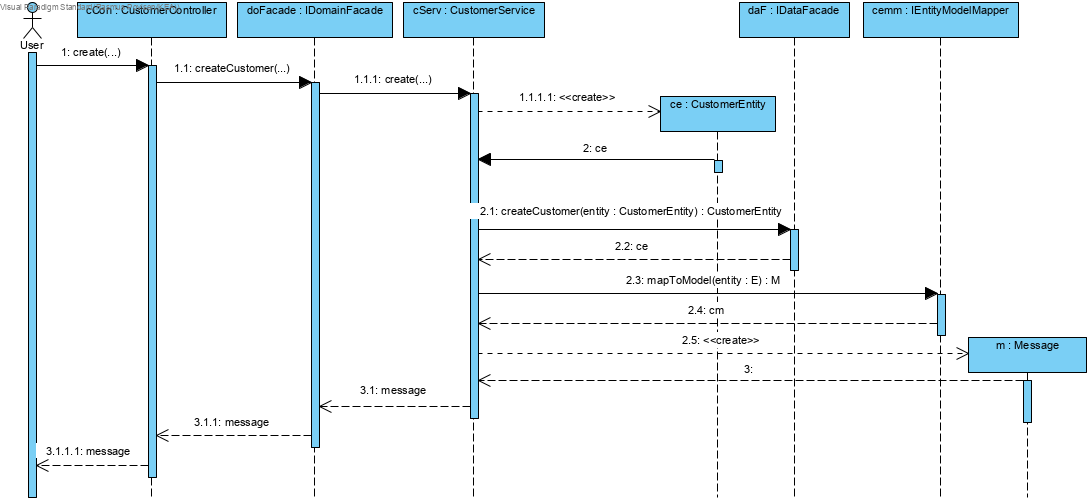 Visual Paradigm Standard
cCon : CustomerController
doFacade : IDomainFacade
cServ : CustomerService
daF : IDataFacade
cemm : IEntityModelMapper
User
1: create(...)
1.1: createCustomer(...)
1.1.1: create(...)
1.1.1.1: <<create>>
ce : CustomerEntity
2: ce
2.1: createCustomer(entity : CustomerEntity) : CustomerEntity
2.2: ce
2.3: mapToModel(entity : E) : M
2.4: cm
2.5: <<create>>
m : Message
3:
3.1: message
3.1.1: message
3.1.1.1: message